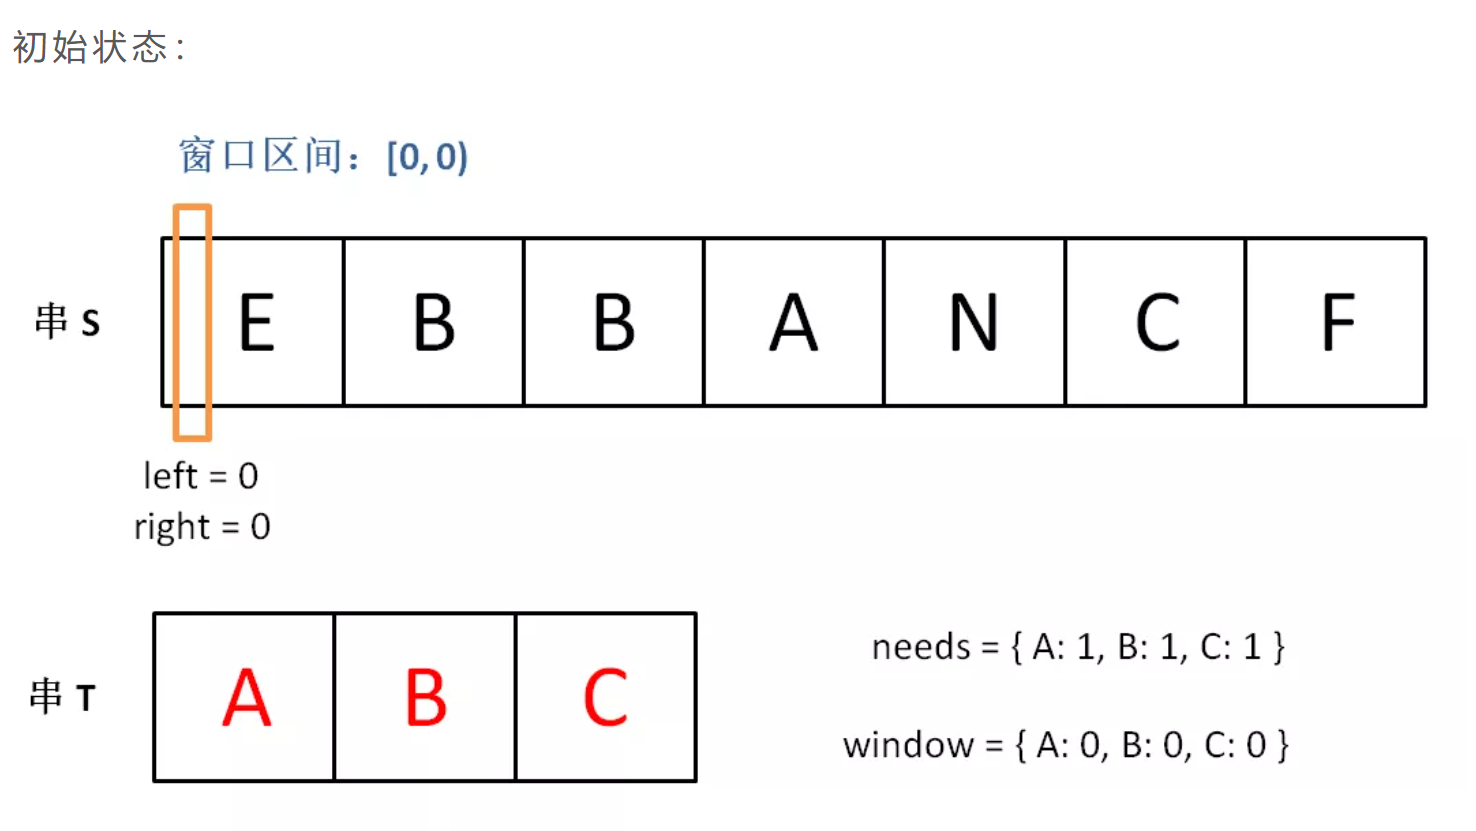 初始状态：
窗口区间：[0, 0)
串 S E B B A N C F
left = 0
right = 0
串 T A B C
needs = { A: 1, B: 1, C: 1 }
window = { A: 0, B: 0, C: 0 }